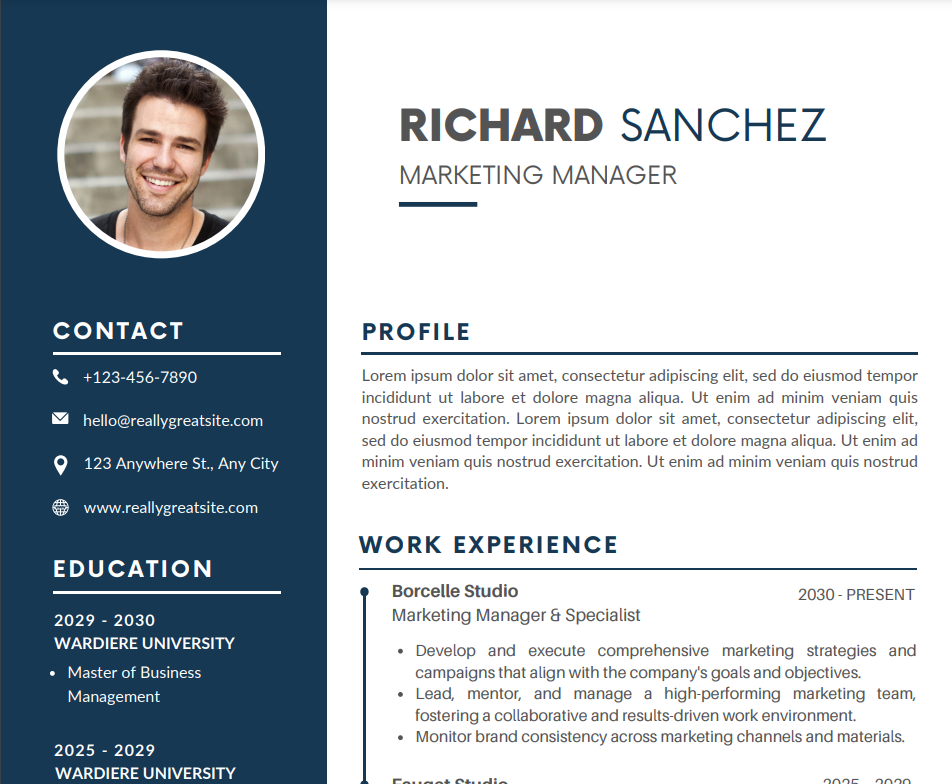 RICHARD SANCHEZ
MARKETING MANAGER
CONTACT
+123-456-7890
hello@reallygreatsite.com
123 Anywhere St., Any City
www.reallygreatsite.com
EDUCATION
2029 - 2030
WARDIERE UNIVERSITY
• Master of Business
Management
2025 - 2029
WARDIERE UNIVERSITY
PROFILE
Lorem ipsum dolor sit amet, consectetur adipiscing elit, sed do eiusmod tempor
incididunt ut labore et dolore magna aliqua. Ut enim ad minim veniam quis
nostrud exercitation. Lorem ipsum dolor sit amet, consectetur adipiscing elit,
sed do eiusmod tempor incididunt ut labore et dolore magna aliqua. Ut enim ad
minim veniam quis nostrud exercitation. Ut enim ad minim veniam quis nostrud
exercitation.
WORK EXPERIENCE
Borcelle Studio
2030 - PRESENT
Marketing Manager & Specialist
• Develop and execute comprehensive marketing strategies and
campaigns that align with the company's goals and objectives.
• Lead, mentor, and manage a high-performing marketing team,
fostering a collaborative and results-driven work environment.
• Monitor brand consistency across marketing channels and materials.
Fauget Studio
2025 - 2029